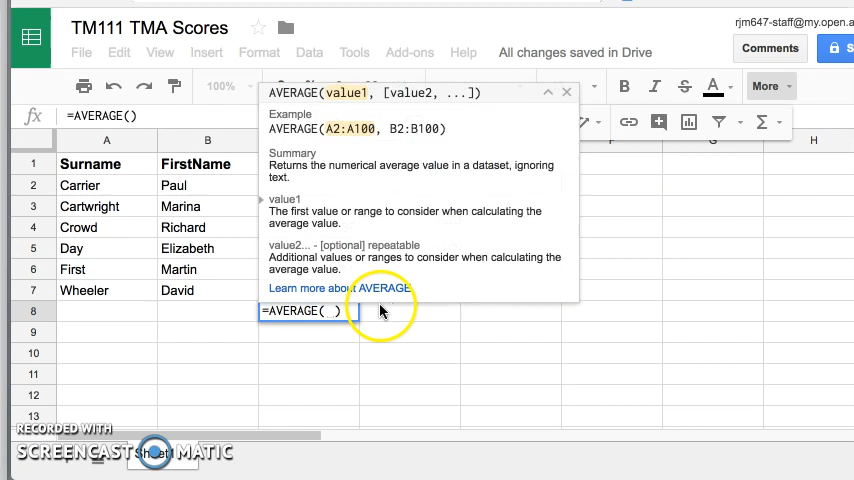 TM111 TMA Scores
rjm647-staff@my.open.a
File Edit View Insert Format Data Tools Add-ons Help All changes saved in Drive
Comments
100%
B I S A More
fx =AVERAGE()
AVERAGE(value1, [value2, ...])
Example
AVERAGE(A2:A100, B2:B100)
Summary
Returns the numerical average value in a dataset, ignoring
text.
value1
The first value or range to consider when calculating the
average value.
value2... - [optional] repeatable
Additional values or ranges to consider when calculating the
average value.
Learn more about AVERAGE
A B H
1 Surname FirstName
2 Carrier Paul
3 Cartwright Marina
4 Crowd Richard
5 Day Elizabeth
6 First Martin
7 Wheeler David
8 =AVERAGE( )
9
10
11
12
13
RECORDED WITH
SCREENCAST MATIC